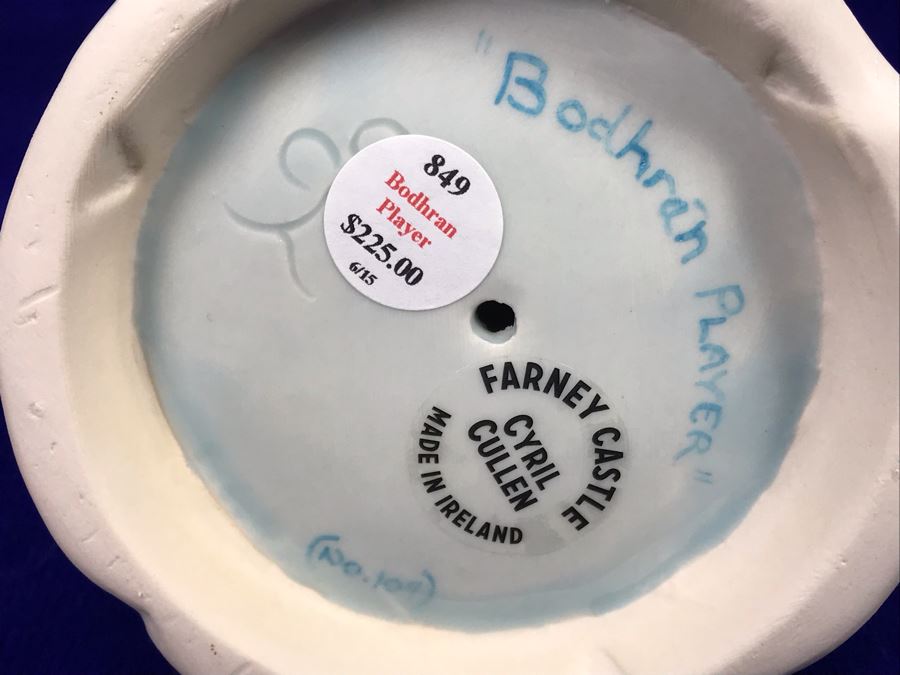 "Bodhrán PLAYER"
849
Bodhran
Player
$225.00
6/15
FARNEY CASTLE
CYRIL
CULLEN
MADE IN IRELAND